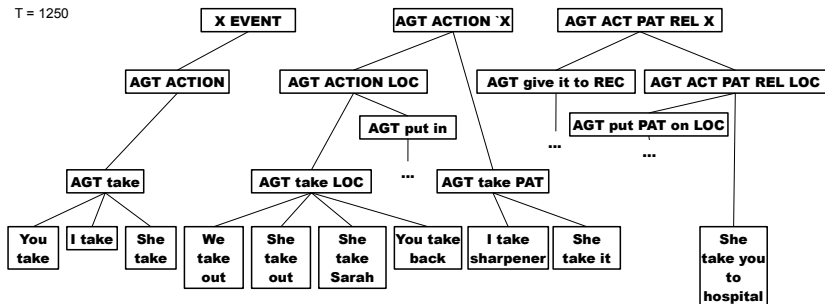 T = 1250
X EVENT
AGT ACTION `X
AGT ACT PAT REL X
AGT ACTION
AGT ACTION LOC
AGT give it to REC
AGT ACT PAT REL LOC
AGT put in
AGT put PAT on LOC
...
...
...
AGT take
AGT take LOC
AGT take PAT
You
take
I take
She
take
We
take
out
She
take
out
She
take
Sarah
You take
back
I take
sharpener
She
take it
She
take you
to
hospital